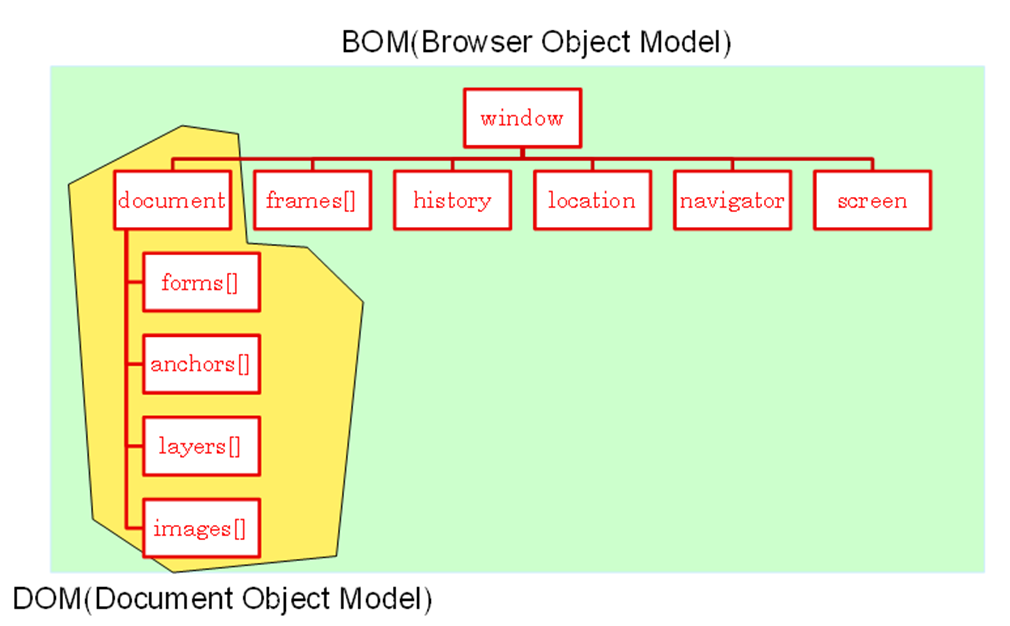 BOM(Browser Object Model)
window
document
frames[]
history
location
navigator
screen
forms[]
anchors[]
layers[]
images[]
DOM(Document Object Model)